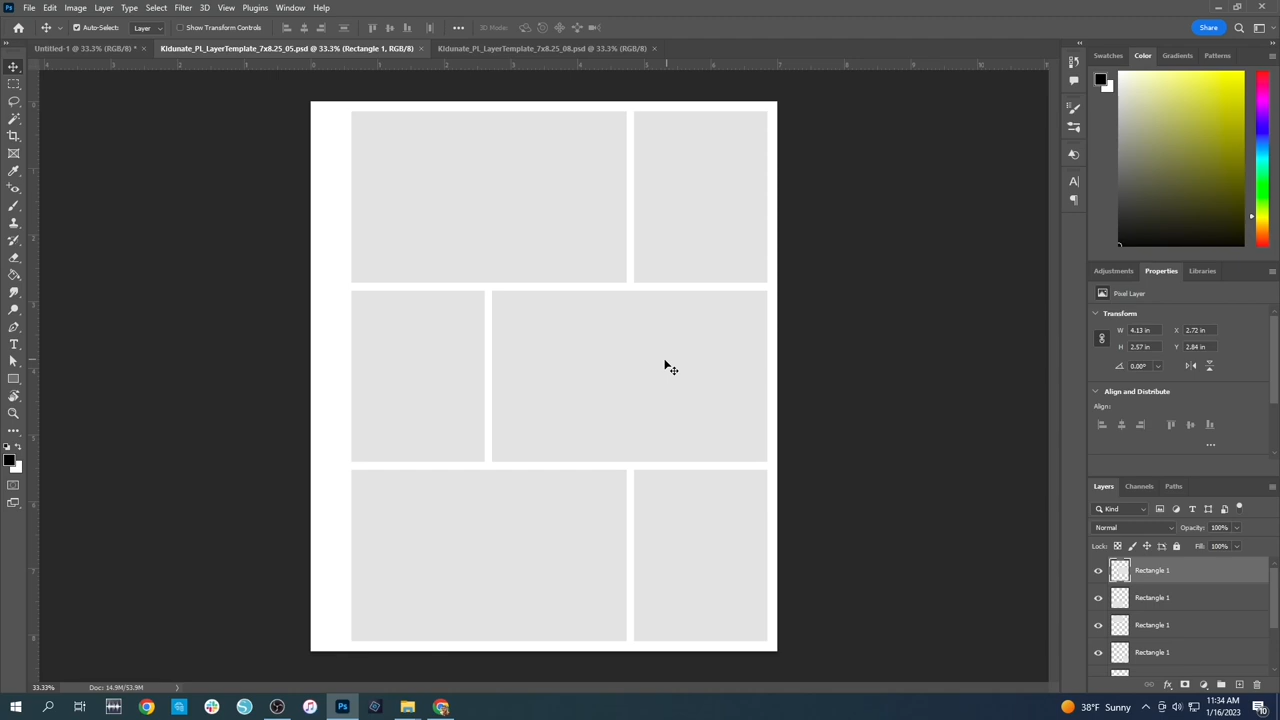 File Edit Image Layer Type Select Filter 3D View Plugins Window Help
Auto-Select: Layer Show Transform Controls 3D Mode: Share
Untitled-1 @ 33.3% (RGB/8) * Kidunate_PL_LayerTemplate_7x8.25_05.psd @ 33.3% (Rectangle 1, RGB/8) Kidunate_PL_LayerTemplate_7x8.25_08.psd @ 33.3% (RGB/8)
Swatches Color Gradients Patterns
Adjustments Properties Libraries
Pixel Layer
Transform
W 4.13 in X 2.72 in
H 2.57 in Y 2.84 in
0.00°
Align and Distribute
Align:
Layers Channels Paths
Kind
Normal Opacity: 100%
Lock: Fill: 100%
Rectangle 1
Rectangle 1
Rectangle 1
Rectangle 1
33.33% Doc: 14.9M/53.9M
38°F Sunny 11:34 AM
1/16/2023